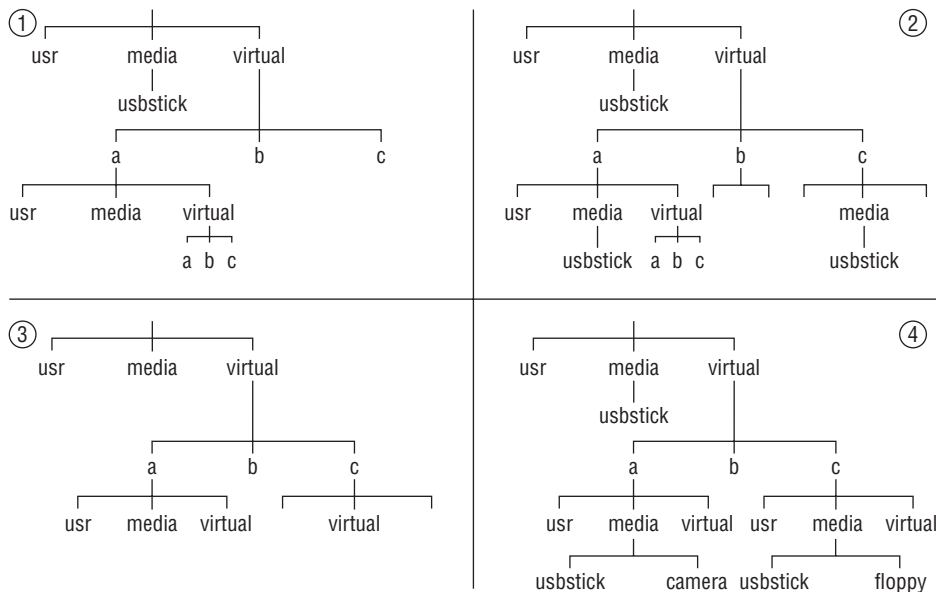 1
usr media virtual
usbstick
a b c
usr media virtual
a b c
2
usr media virtual
usbstick
a b c
usr media virtual media
usbstick a b c usbstick
3
usr media virtual
a b c
usr media virtual virtual
4
usr media virtual
usbstick
a b c
usr media virtual usr media virtual
usbstick camera usbstick floppy